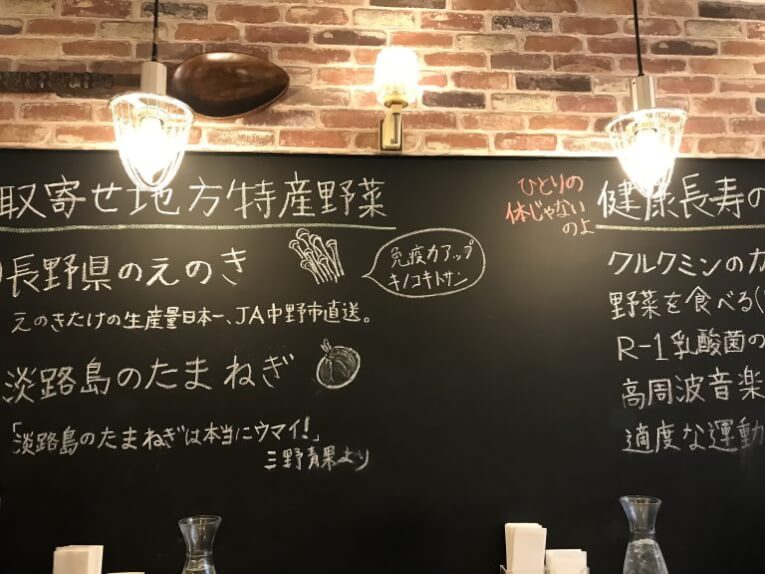 取寄せ地方特産野菜
長野県のえのき
免疫力アップ
キノコキトサン
えのきたけの生産量日本一、JA中野市直送。
淡路島のたまねぎ
「淡路島のたまねぎは本当にウマイ!」
三野青果より
ひとりの
体じゃない
のよ
健康長寿の
クルクミンのカ
野菜を食べる(
R-1乳酸菌の
高周波音楽
適度な運動